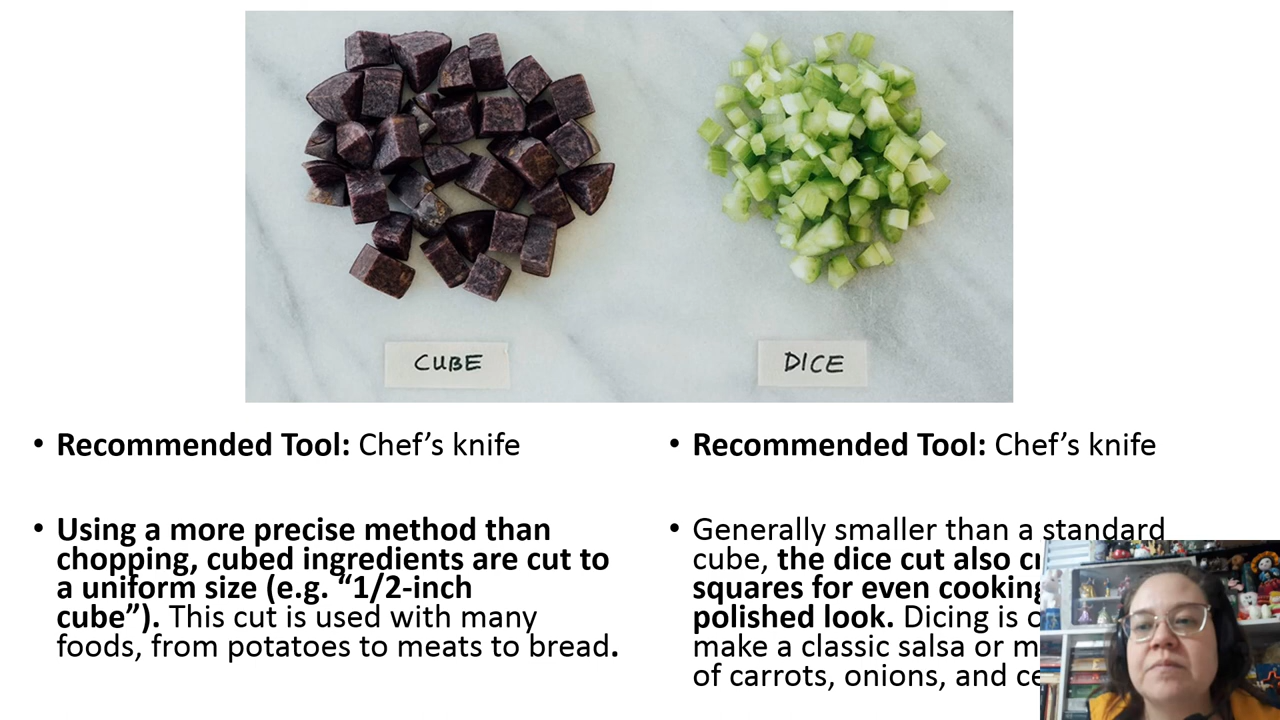 CUBE
DICE
• Recommended Tool: Chef’s knife
• Using a more precise method than
chopping, cubed ingredients are cut to
a uniform size (e.g. “1/2-inch
cube”). This cut is used with many
foods, from potatoes to meats to bread.
• Recommended Tool: Chef’s knife
• Generally smaller than a standard
cube, the dice cut also
squares for even cooking
polished look. Dicing is
make a classic salsa or
of carrots, onions, and